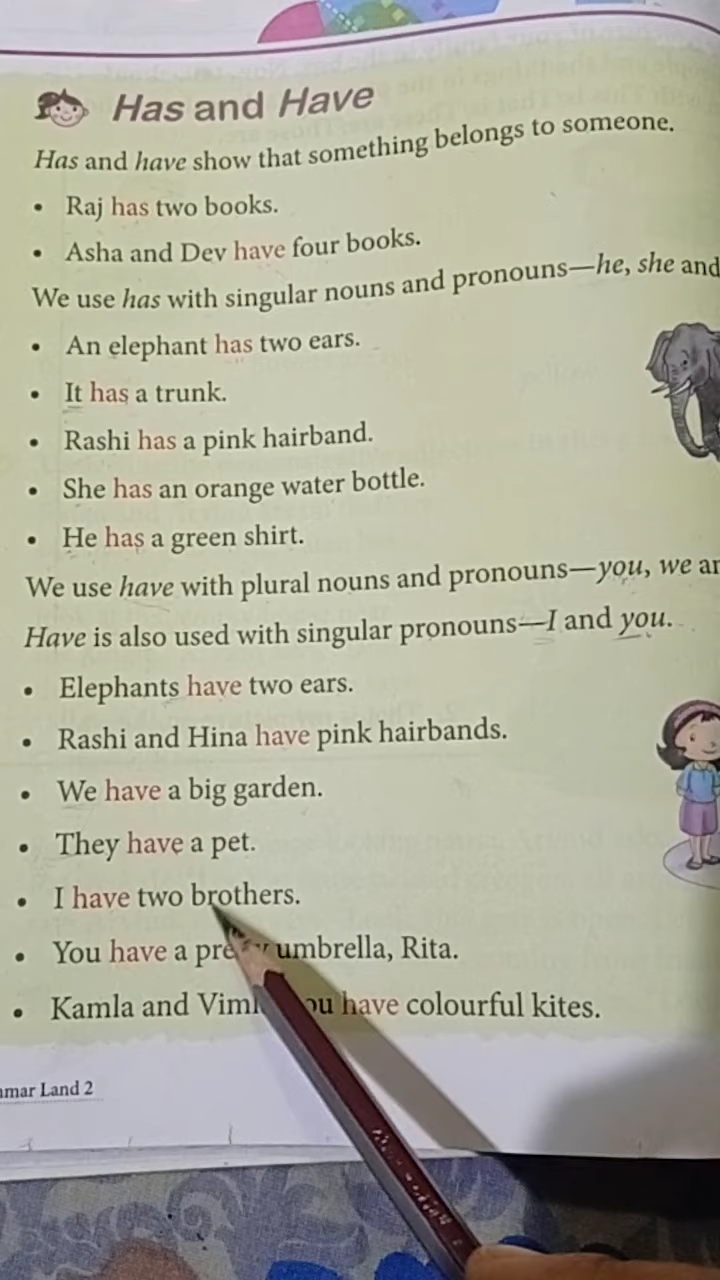 Has and Have
Has and have show that something belongs to someone.
• Raj has two books.
• Asha and Dev have four books.
We use has with singular nouns and pronouns—he, she and
• An elephant has two ears.
• It has a trunk.
• Rashi has a pink hairband.
• She has an orange water bottle.
• He has a green shirt.
We use have with plural nouns and pronouns—you, we
Have is also used with singular pronouns—I and you.
• Elephants have two ears.
• Rashi and Hina have pink hairbands.
• We have a big garden.
• They have a pet.
• I have two brothers.
• You have a umbrella, Rita.
• Kamla and have colourful kites.
Land 2